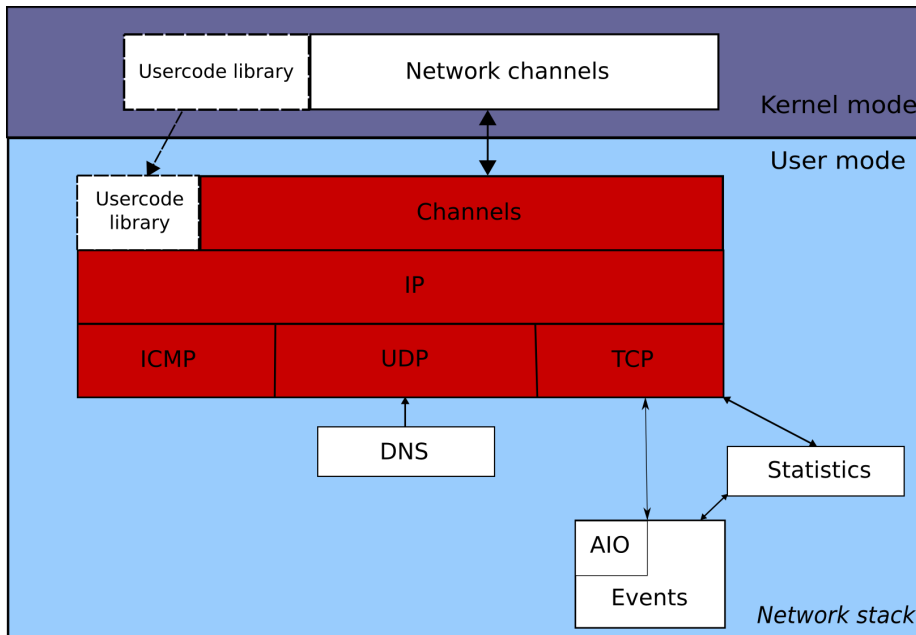 Usercode library
Network channels
Kernel mode
User mode
Usercode
library
Channels
IP
ICMP
UDP
TCP
DNS
Statistics
AIO
Events
Network stack